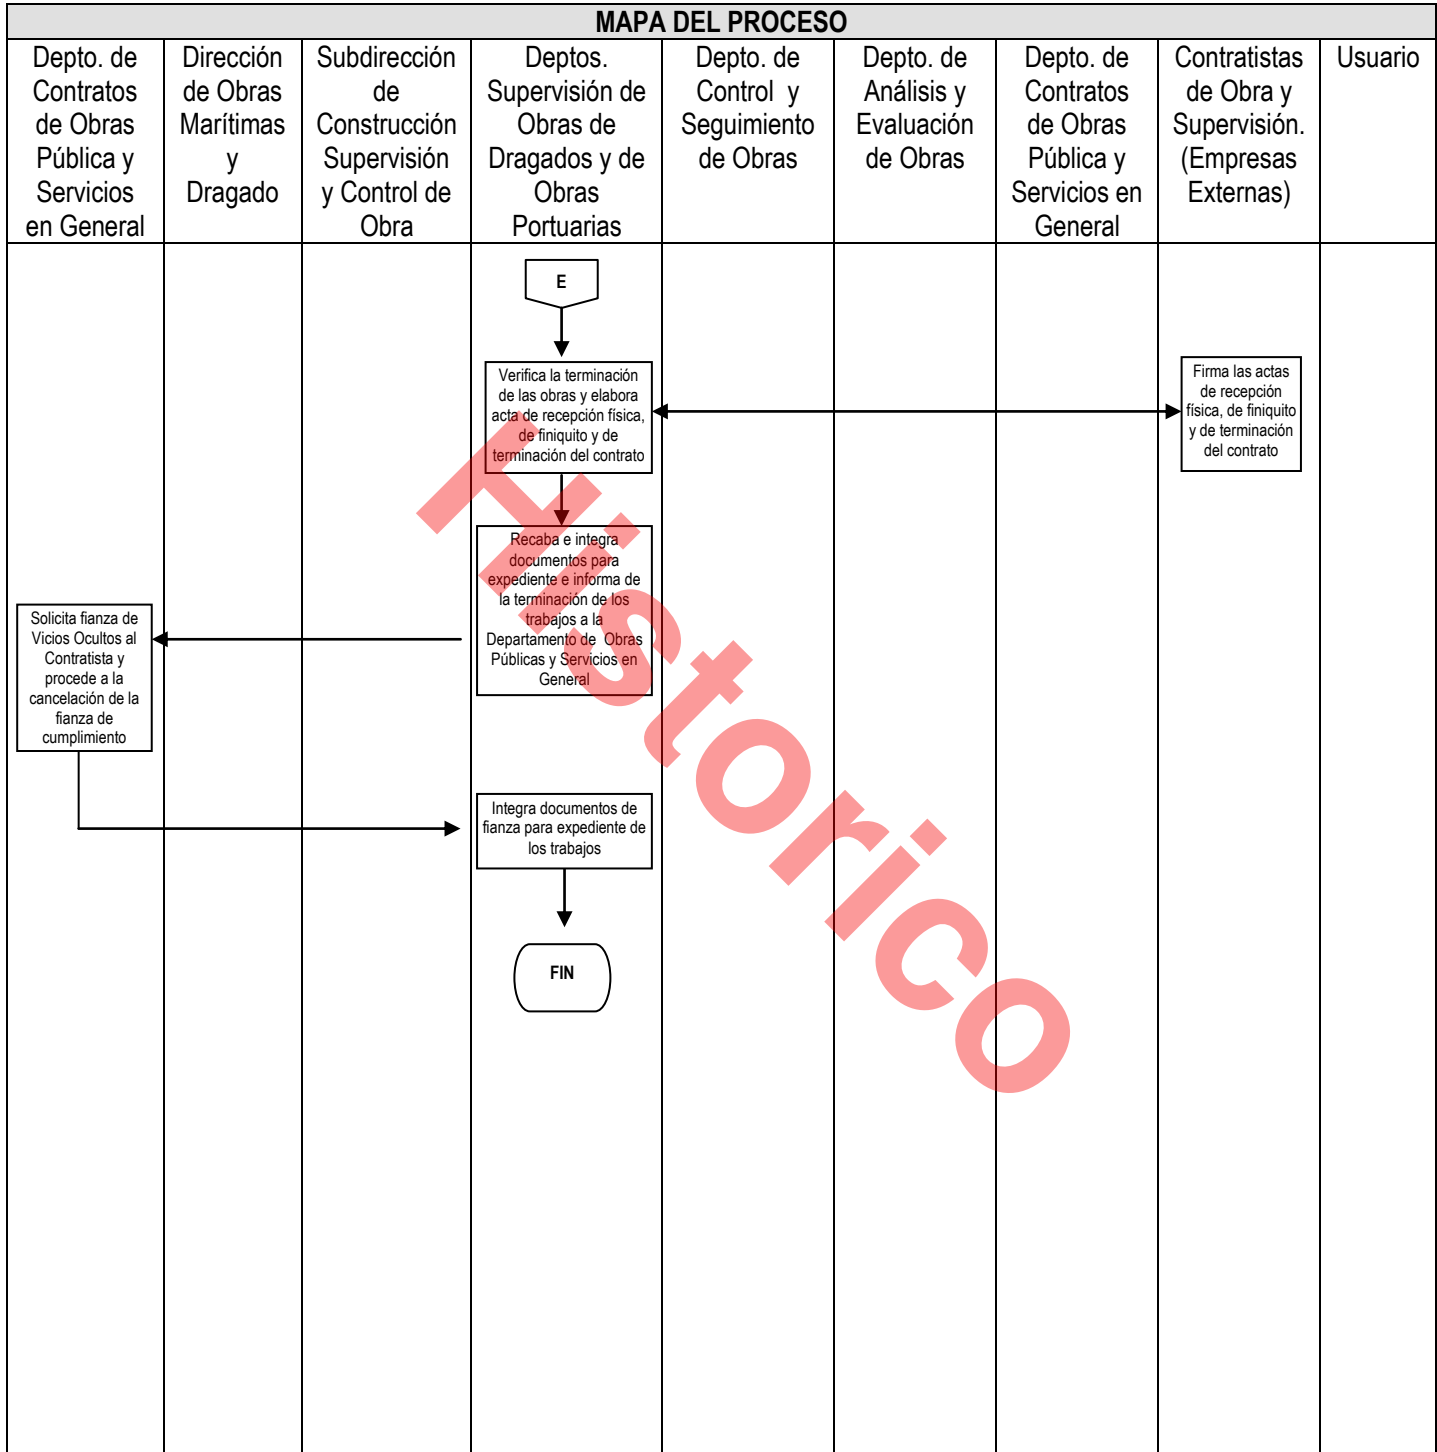 MAPA DEL PROCESO
Depto. de
Contratos
de Obras
Pública y
Servicios
en General
Dirección
de Obras
Marítimas
y
Dragado
Subdirección
de
Construcción
Supervisión
y Control de
Obra
Deptos.
Supervisión de
Obras de
Dragados y de
Obras
Portuarias
Depto. de
Control y
Seguimiento
de Obras
Depto. de
Análisis y
Evaluación
de Obras
Depto. de
Contratos
de Obras
Pública y
Servicios en
General
Contratistas
de Obra y
Supervisión.
(Empresas
Externas)
Usuario
E
Verifica la terminación
de las obras y elabora
acta de recepción física,
de finiquito y de
terminación del contrato
Firma las actas
de recepción
física, de finiquito
y de terminación
del contrato
Recaba e integra
documentos para
expediente e informa de
la terminación de los
trabajos a la
Departamento de Obras
Públicas y Servicios en
General
Solicita fianza de
Vicios Ocultos al
Contratista y
procede a la
cancelación de la
fianza de
cumplimiento
Integra documentos de
fianza para expediente de
los trabajos
FIN
Historico